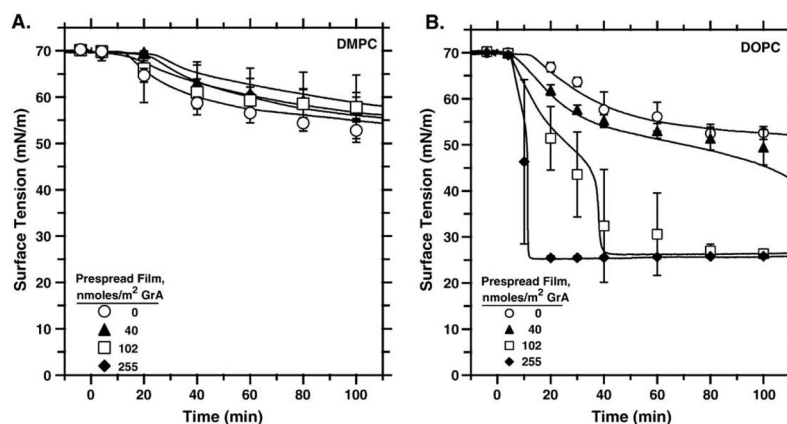 A.
DMPC
Surface Tension (mN/m)
80
70
60
50
40
30
20
10
0
Prespread Film,
nmoles/m² GrA
0
40
102
255
0 20 40 60 80 100
Time (min)
B.
DOPC
Surface Tension (mN/m)
80
70
60
50
40
30
20
10
0
Prespread Film,
nmoles/m² GrA
0
40
102
255
0 20 40 60 80 100
Time (min)